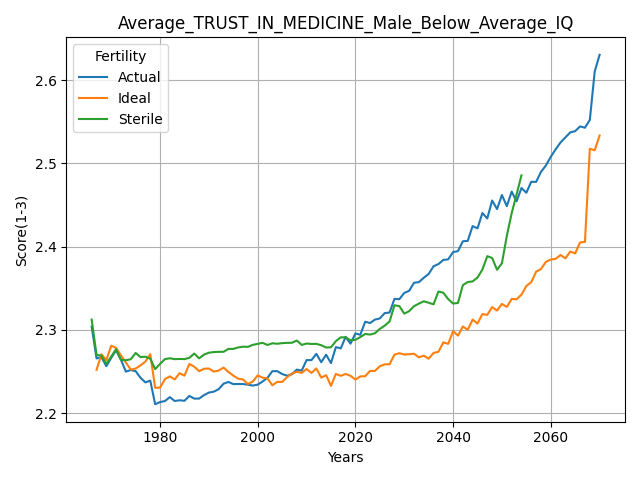 Average_TRUST_IN_MEDICINE_Male_Below_Average_IQ
Fertility
Actual
Ideal
Sterile
Score(1-3)
2.6
2.5
2.4
2.3
2.2
1980
2000
2020
2040
2060
Years